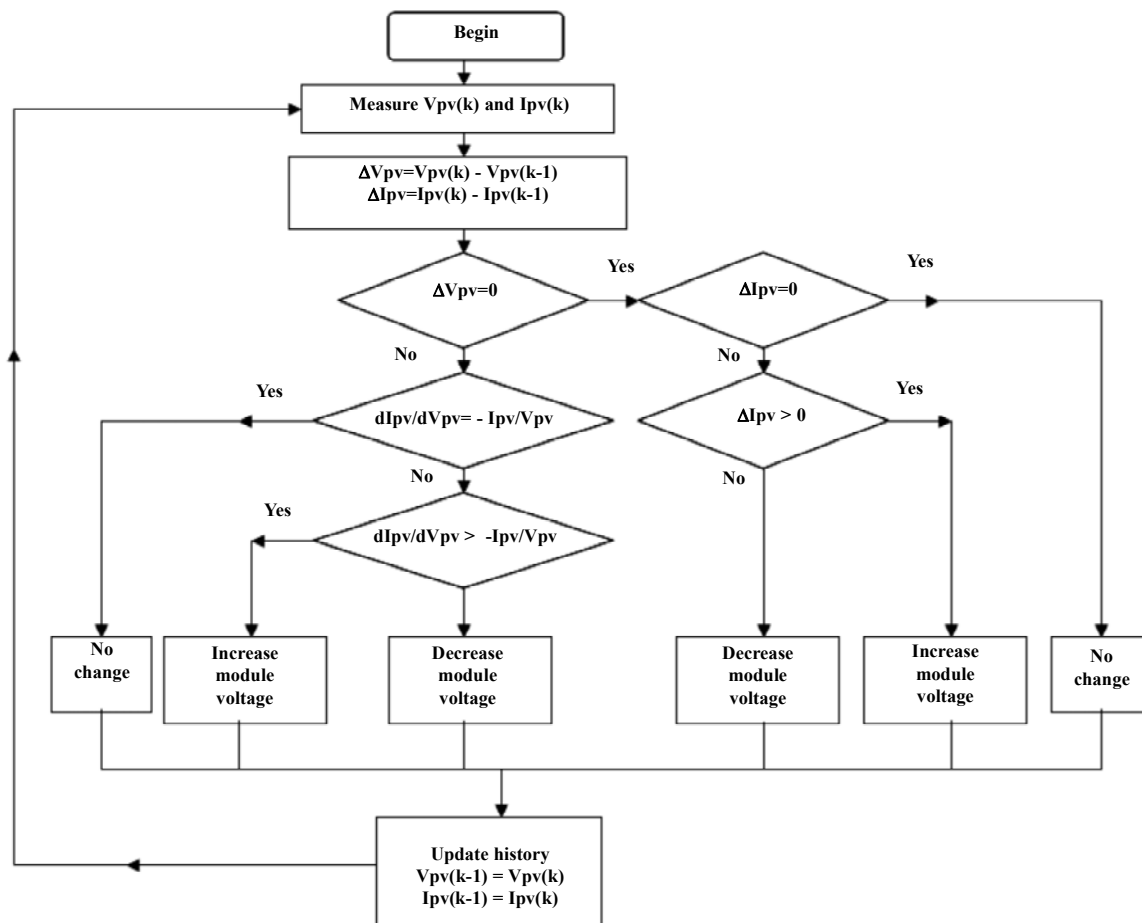 Begin
Measure Vpv(k) and Ipv(k)
ΔVpv=Vpv(k) - Vpv(k-1)
ΔIpv=Ipv(k) - Ipv(k-1)
ΔVpv=0
Yes
ΔIpv=0
Yes
No
No
Yes
dIpv/dVpv= - Ipv/Vpv
ΔIpv > 0
Yes
No
No
Yes
dIpv/dVpv > -Ipv/Vpv
No
change
Increase
module
voltage
Decrease
module
voltage
Decrease
module
voltage
Increase
module
voltage
No
change
Update history
Vpv(k-1) = Vpv(k)
Ipv(k-1) = Ipv(k)